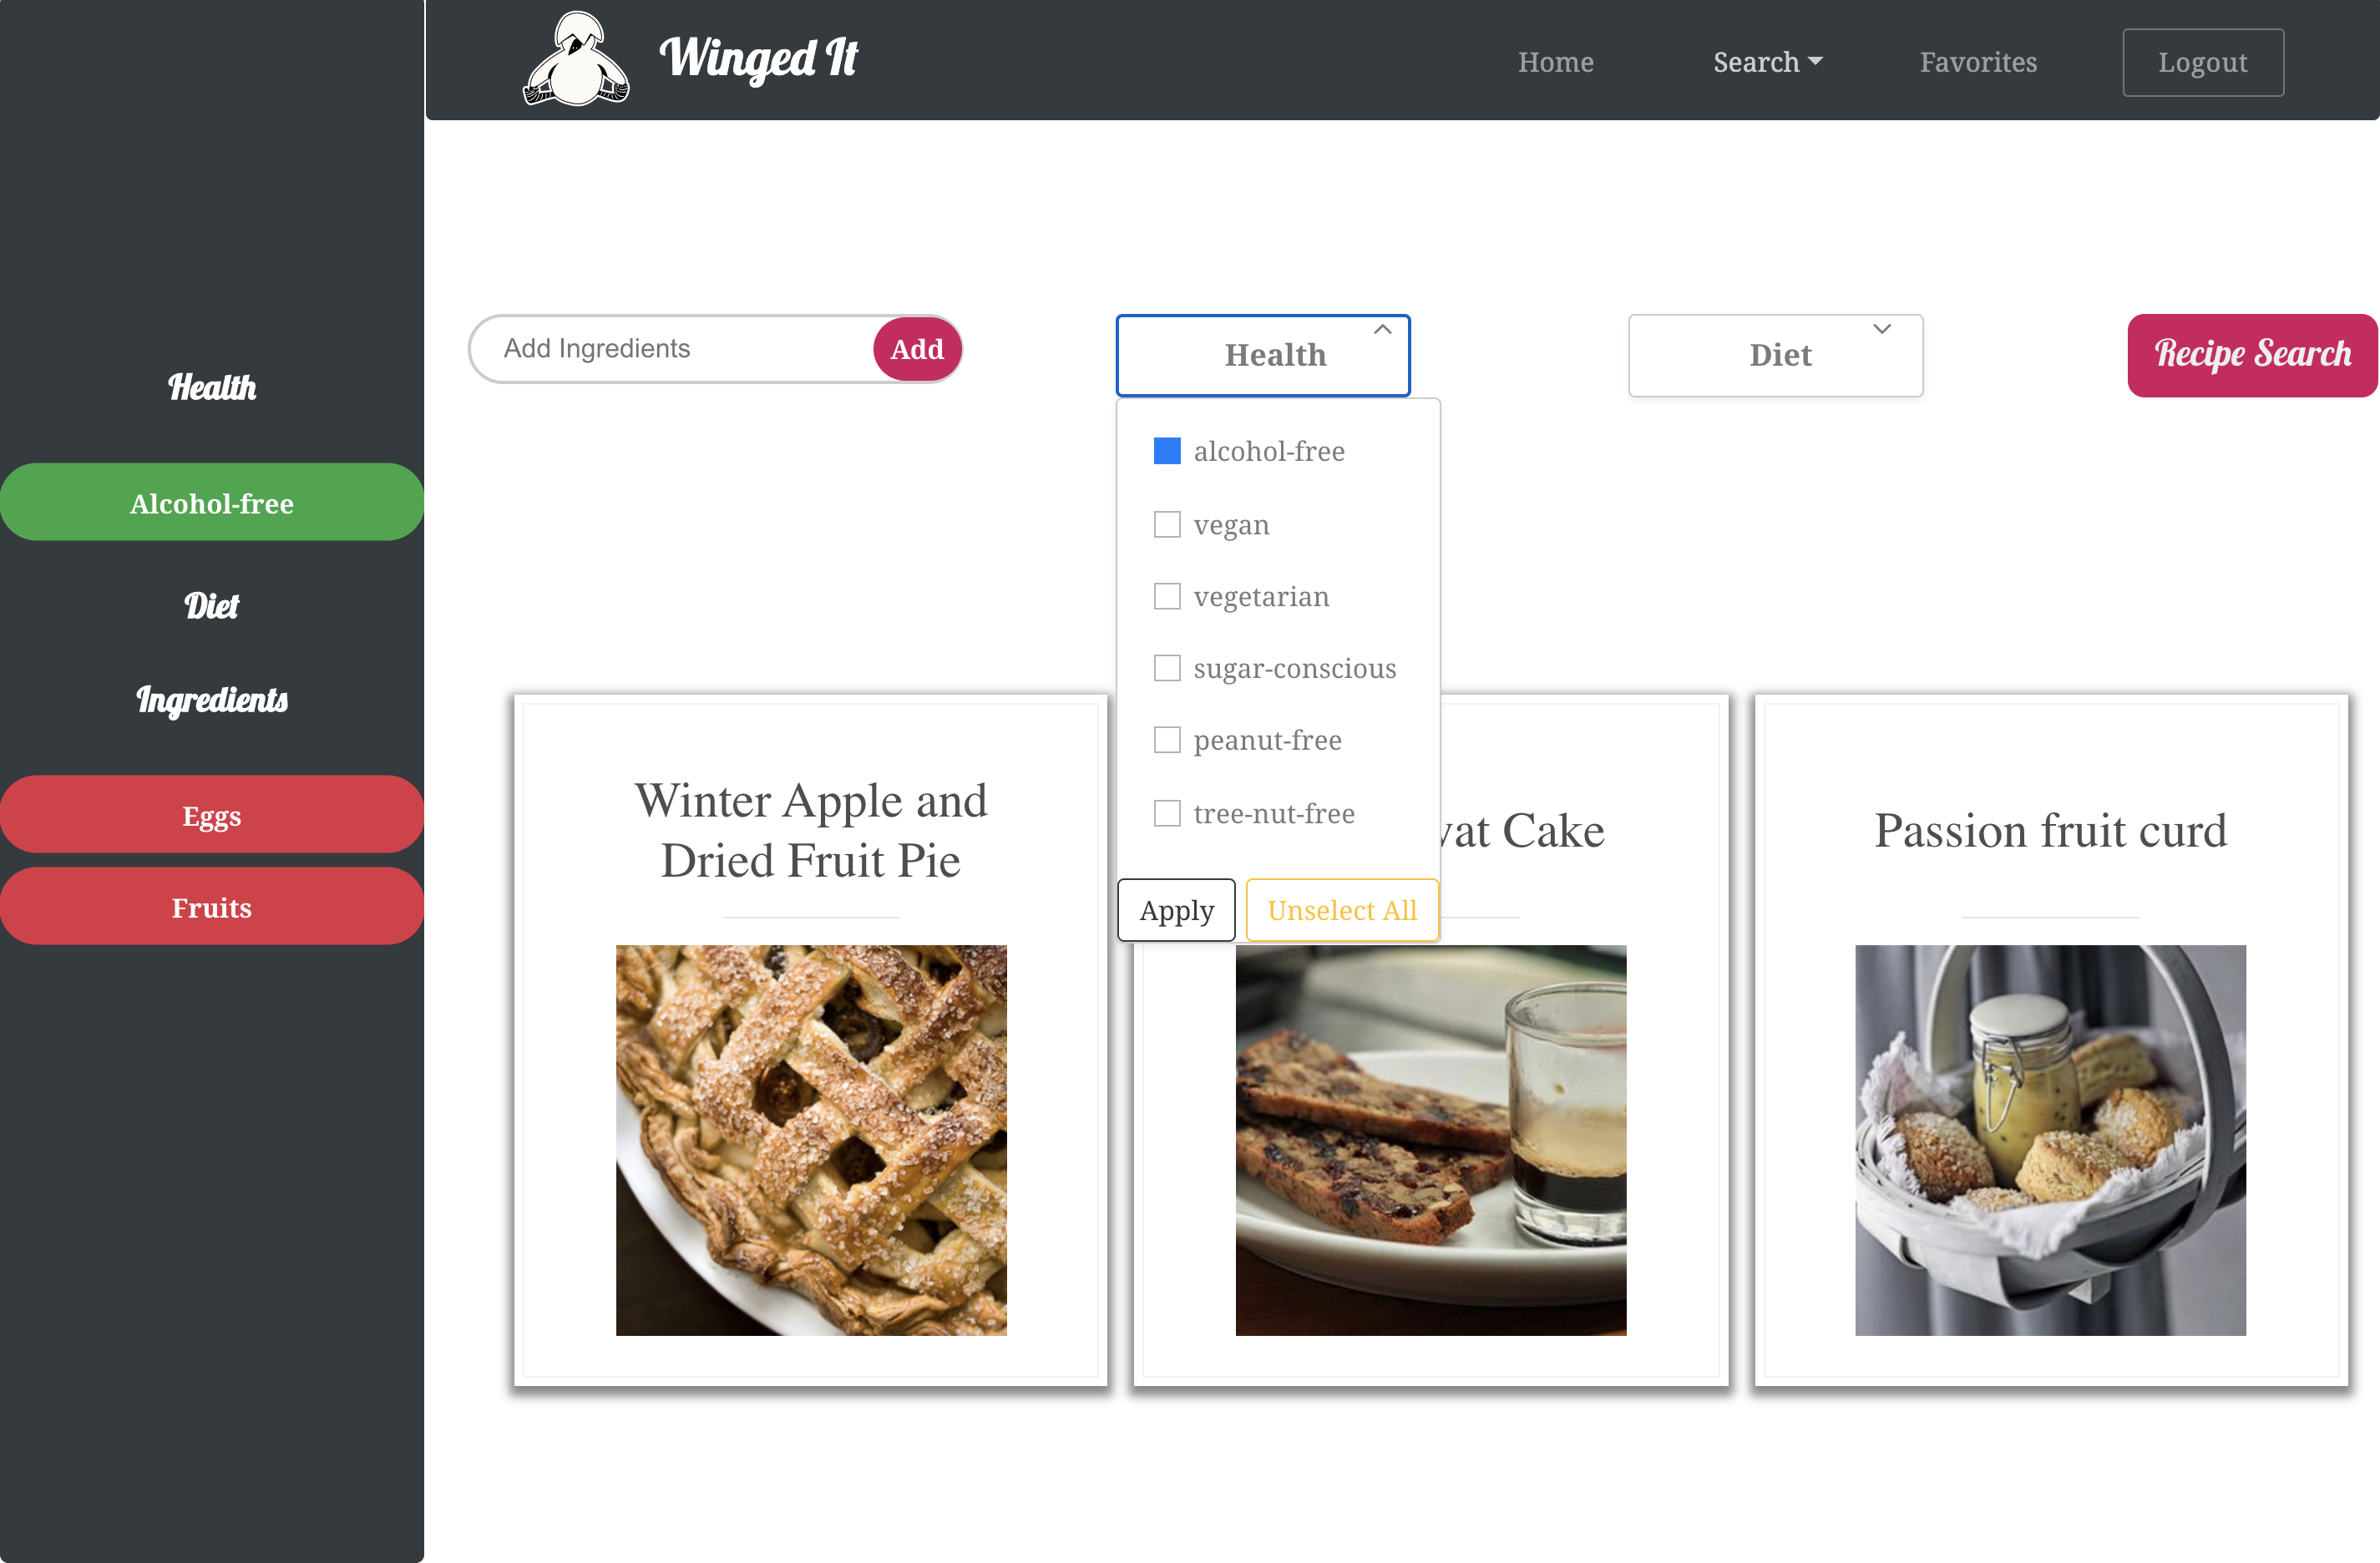 Winged It
Home
Search
Favorites
Logout
Health
Alcohol-free
Diet
Ingredients
Eggs
Fruits
Add Ingredients
Add
Health
Diet
Recipe Search
alcohol-free
vegan
vegetarian
sugar-conscious
peanut-free
tree-nut-free
Apply
Unselect All
Winter Apple and
Dried Fruit Pie
Cake
Passion fruit curd